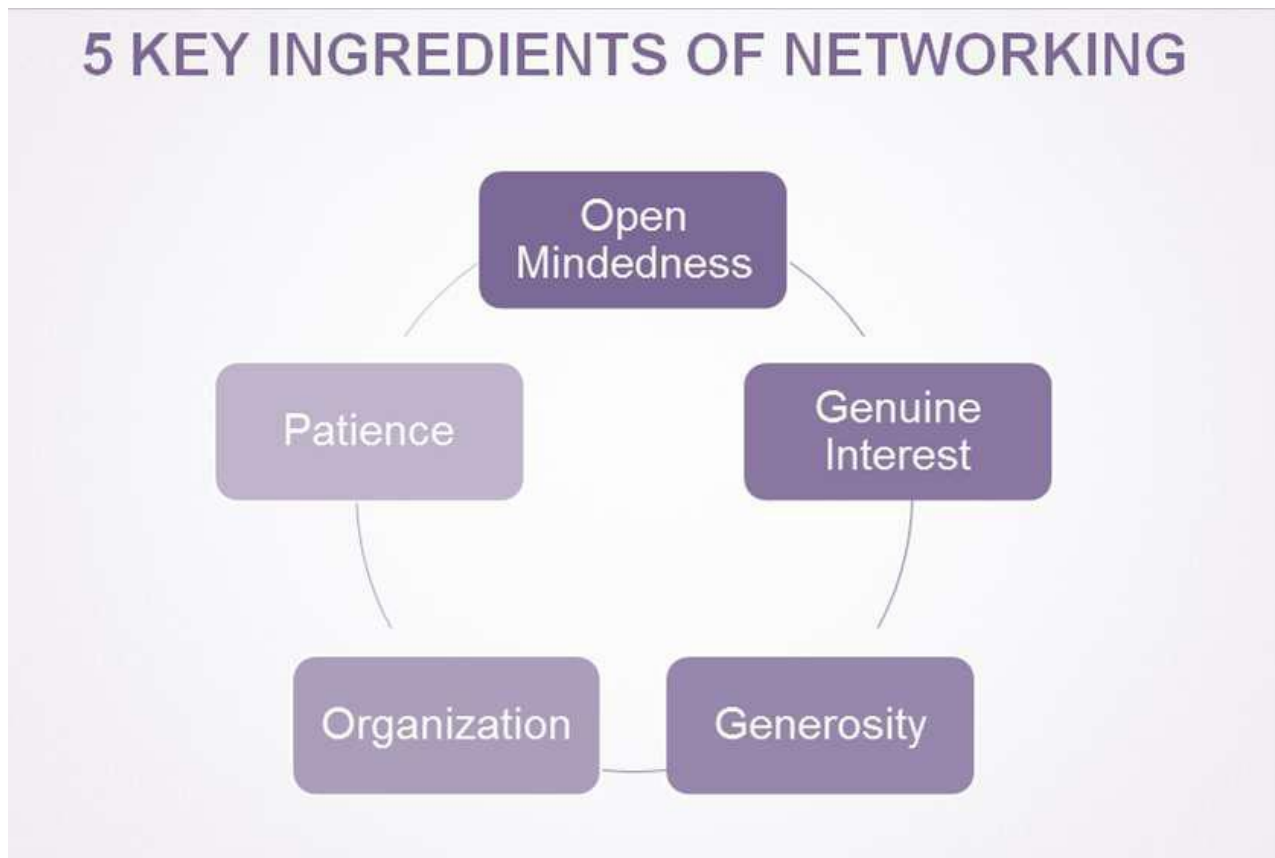 5 KEY INGREDIENTS OF NETWORKING
Open
Mindedness
Genuine
Interest
Generosity
Organization
Patience